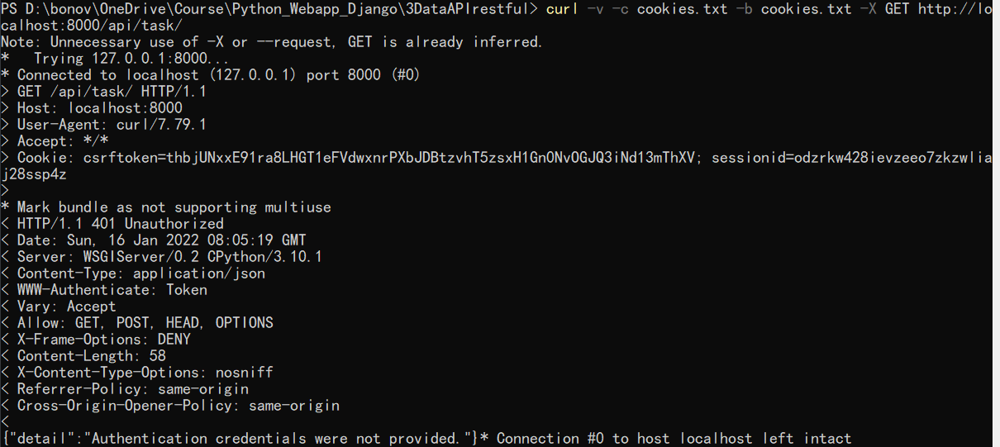 PS D:\bonov\OneDrive\Course\Python_Webapp_Django\3DataAPIrestful> curl -v -c cookies.txt -b cookies.txt -X GET http://lo
calhost:8000/api/task/
Note: Unnecessary use of -X or --request, GET is already inferred.
*   Trying 127.0.0.1:8000...
* Connected to localhost (127.0.0.1) port 8000 (#0)
> GET /api/task/ HTTP/1.1
> Host: localhost:8000
> User-Agent: curl/7.79.1
> Accept: */*
> Cookie: csrftoken=thbjUNxxE91ra8LHGT1eFVdwxnrPXbJDBtzvhT5zsxH1Gn0NvOGJQ3iNd13mThXV; sessionid=odzrkw428ievzeeo7zkzwlia
j28ssp4z
>
* Mark bundle as not supporting multiuse
< HTTP/1.1 401 Unauthorized
< Date: Sun, 16 Jan 2022 08:05:19 GMT
< Server: WSGIServer/0.2 CPython/3.10.1
< Content-Type: application/json
< WWW-Authenticate: Token
< Vary: Accept
< Allow: GET, POST, HEAD, OPTIONS
< X-Frame-Options: DENY
< Content-Length: 58
< X-Content-Type-Options: nosniff
< Referrer-Policy: same-origin
< Cross-Origin-Opener-Policy: same-origin
<
{"detail":"Authentication credentials were not provided."}* Connection #0 to host localhost left intact